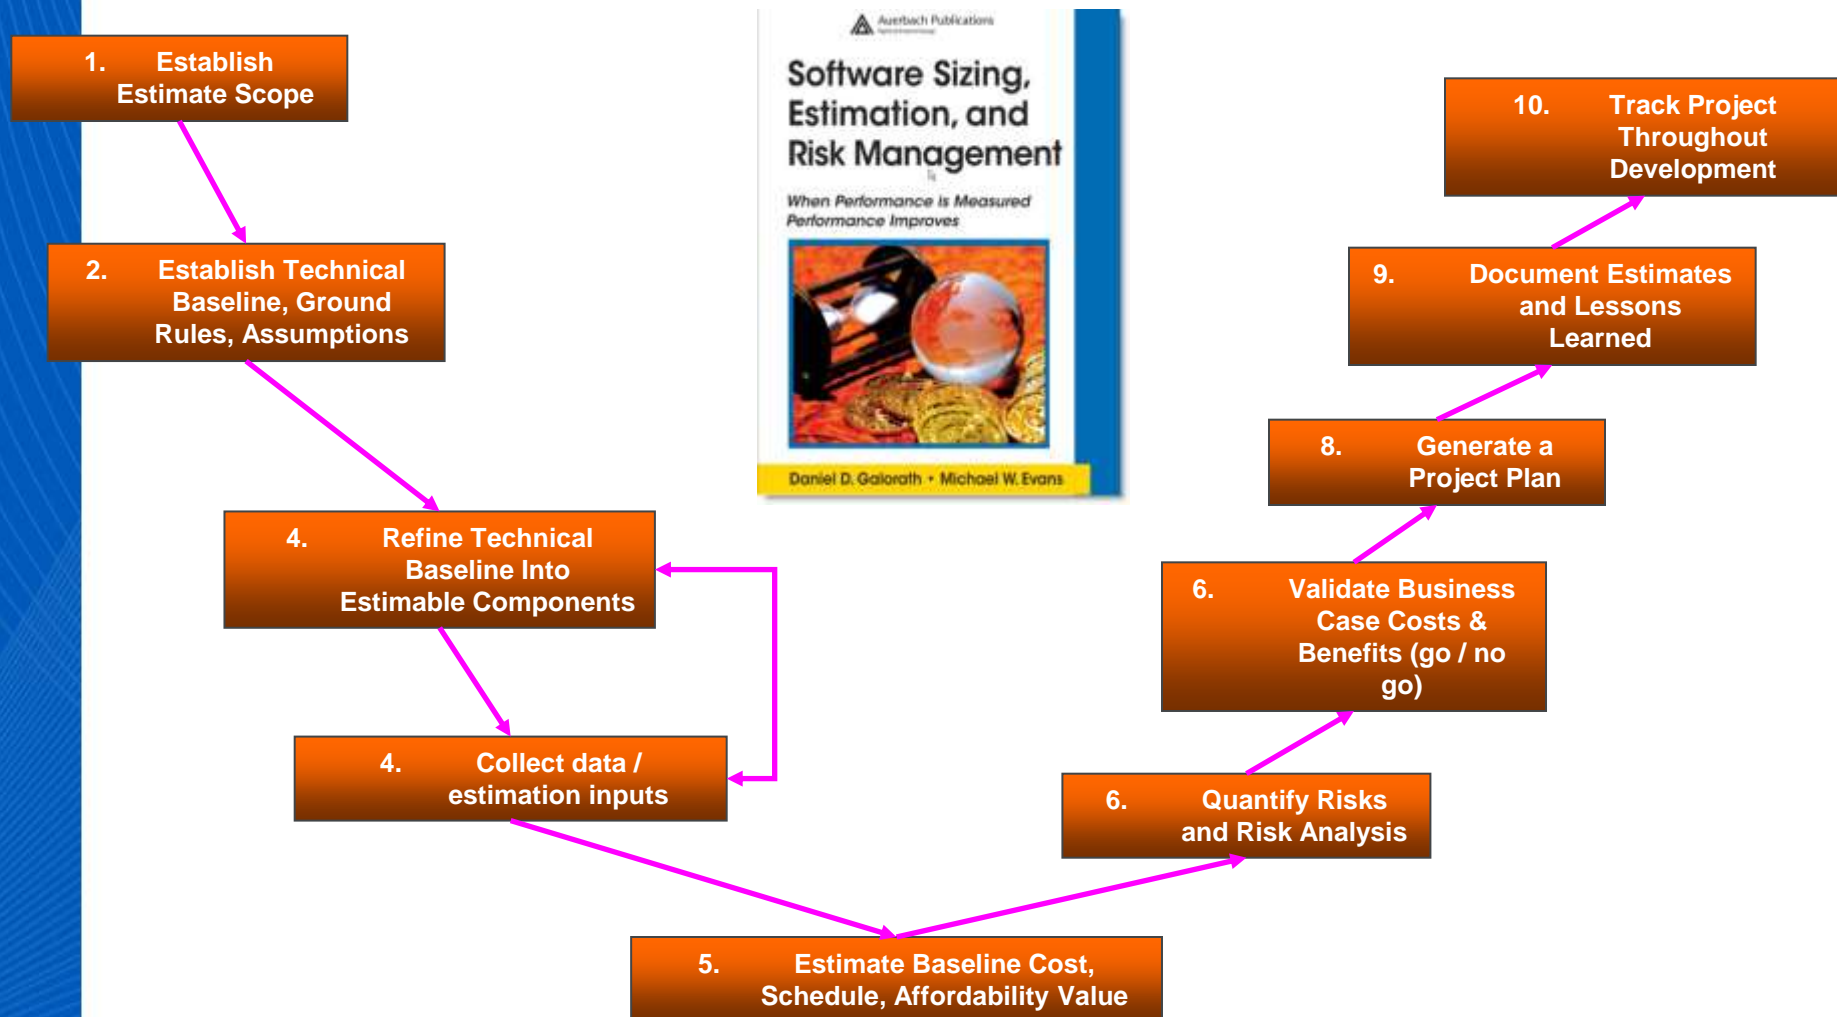 1. Establish
Estimate Scope
2. Establish Technical
Baseline, Ground
Rules, Assumptions
4. Refine Technical
Baseline Into
Estimable Components
4. Collect data /
estimation inputs
5. Estimate Baseline Cost,
Schedule, Affordability Value
6. Quantify Risks
and Risk Analysis
6. Validate Business
Case Costs &
Benefits (go / no
go)
8. Generate a
Project Plan
9. Document Estimates
and Lessons
Learned
10. Track Project
Throughout
Development
Auerbach Publications
Software Sizing,
Estimation, and
Risk Management
When Performance is Measured
Performance Improves
Daniel D. Galorath • Michael W. Evans